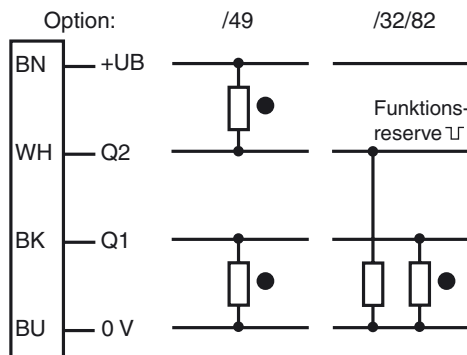 Option: /49 /32/82
BN +UB
Funktions-
reserve
WH Q2
BK Q1
BU 0 V